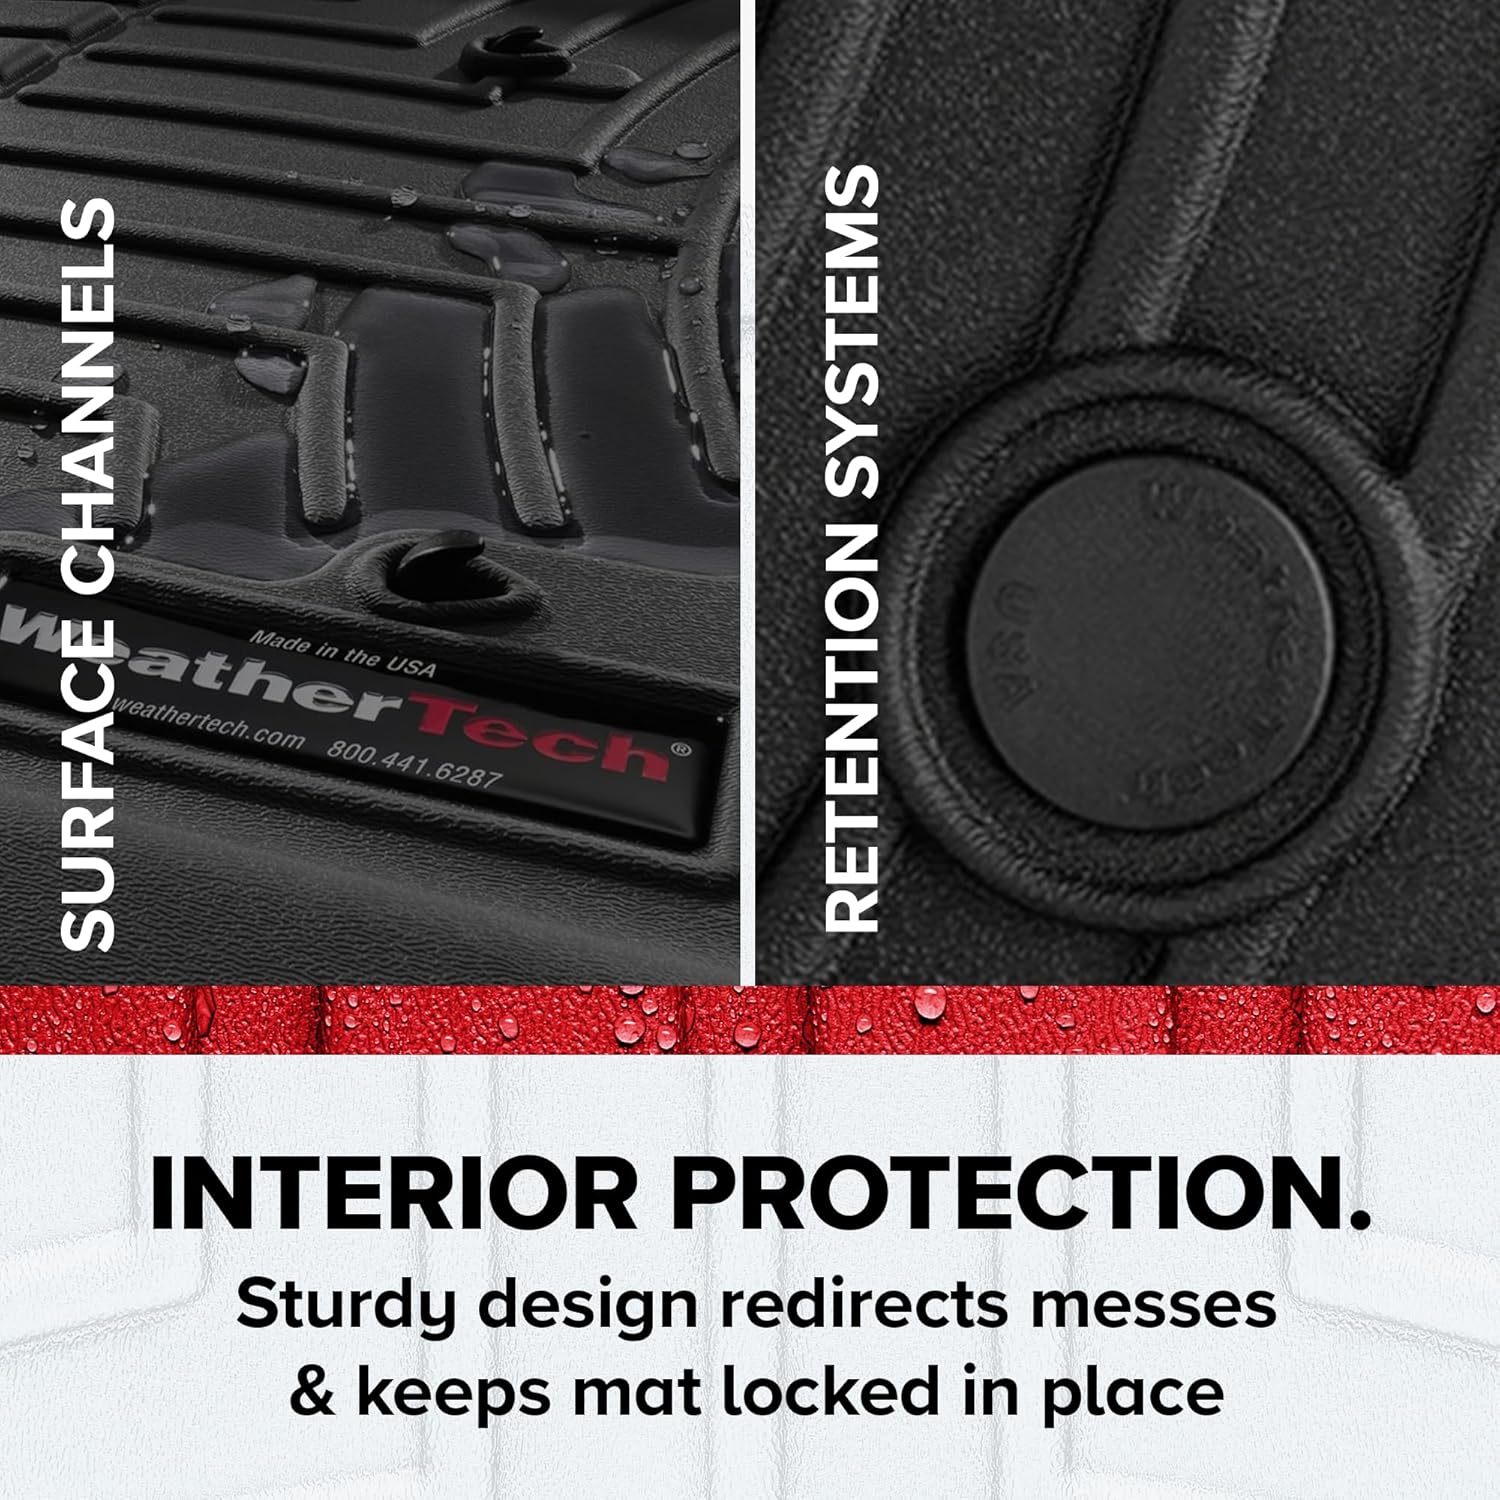 SURFACE CHANNELS
Made in the USA
WeatherTech®
weathertech.com 800.441.6287
RETENTION SYSTEMS
USA
INTERIOR PROTECTION.
Sturdy design redirects messes
& keeps mat locked in place